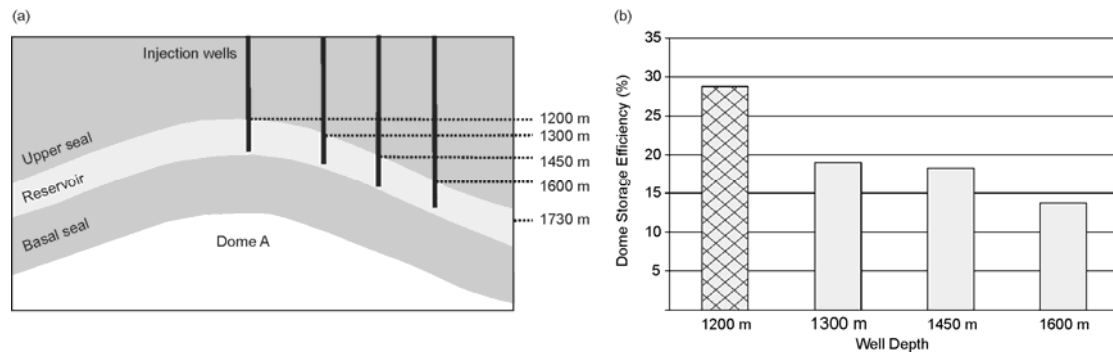 (a)
Injection wells
Upper seal
Reservoir
Basal seal
Dome A
1200 m
1300 m
1450 m
1600 m
1730 m
(b)
Dome Storage Efficiency (%)
35
30
25
20
15
10
5
1200 m
1300 m
1450 m
1600 m
Well Depth